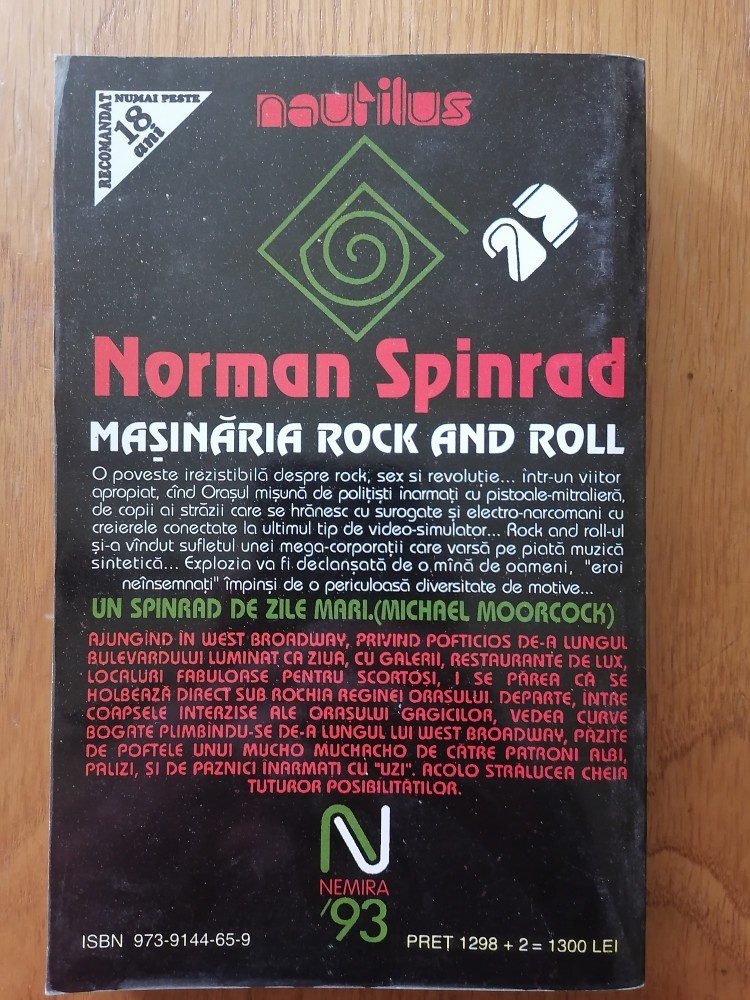 RECOMANDAT
NUMAI PESTE
18
ani
nautilus
Norman Spinrad
MAȘINĂRIA ROCK AND ROLL
O poveste irezistibilă despre rock, sex si revoluție... într-un viitor
apropiat, cînd Orașul mișună de polițiști înarmați cu pistoale-mitralieră,
de copii ai străzii care se hrănesc cu surogate și electro-narcomani cu
creierele conectate la ultimul tip de video-simulator... Rock and roll-ul
și-a vîndut sufletul unei mega-corporații care varsă pe piată muzică
sintetică... Explozia va fi declanșată de o mînă de oameni, "eroi
neînsemnați" împinși de o periculoasă diversitate de motive...
UN SPINRAD DE ZILE MARI.(MICHAEL MOORCOCK)
AJUNGIND ÎN WEST BROADWAY, PRIVIND POFTICIOS DE-A LUNGUL
BULEVARDULUI LUMINAT CA ZIUA, CU GALERII, RESTAURANTE DE LUX,
LOCALURI FABULOASE PENTRU SCORȚOȘI, I SE PĂREA CĂ SE
HOLBEAZĂ DIRECT SUB ROCHIA REGINEI ORAȘULUI. DEPARTE, ÎNTRE
COAPSELE INTERZISE ALE ORAȘULUI GAGICILOR, VEDEA CURVE
BOGATE PLIMBÎNDU-SE DE-A LUNGUL LUI WEST BROADWAY, PĂZITE
DE POFTELE UNUI MUCHO MUCHACHO DE CĂTRE PATRONI ALBI,
PALIZI, ȘI DE PAZNICI ÎNARMAȚI CU "UZI". ACOLO STRĂLUCEA CHEIA
TUTUROR POSIBILITĂȚILOR.
NEMIRA
'93
ISBN 973-9144-65-9
PREȚ 1298 + 2 = 1300 LEI